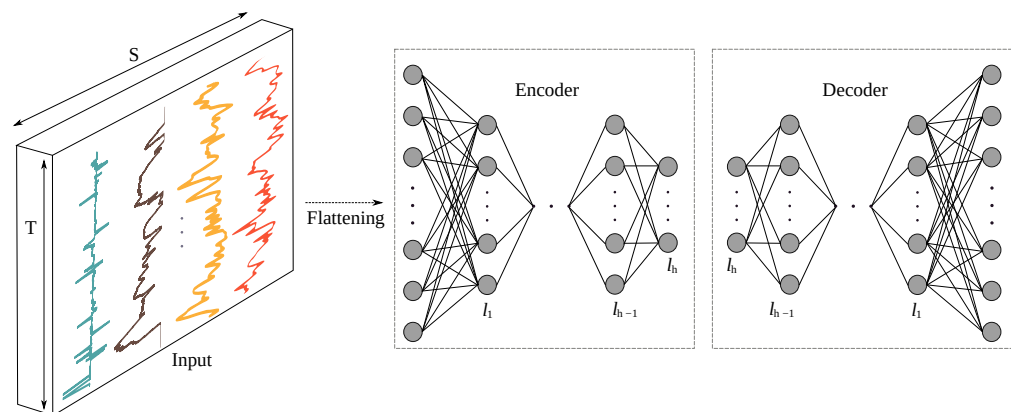 S
T
Input
Flattening
Encoder
l₁
lₕ₋₁
lₕ
Decoder
lₕ
lₕ₋₁
l₁